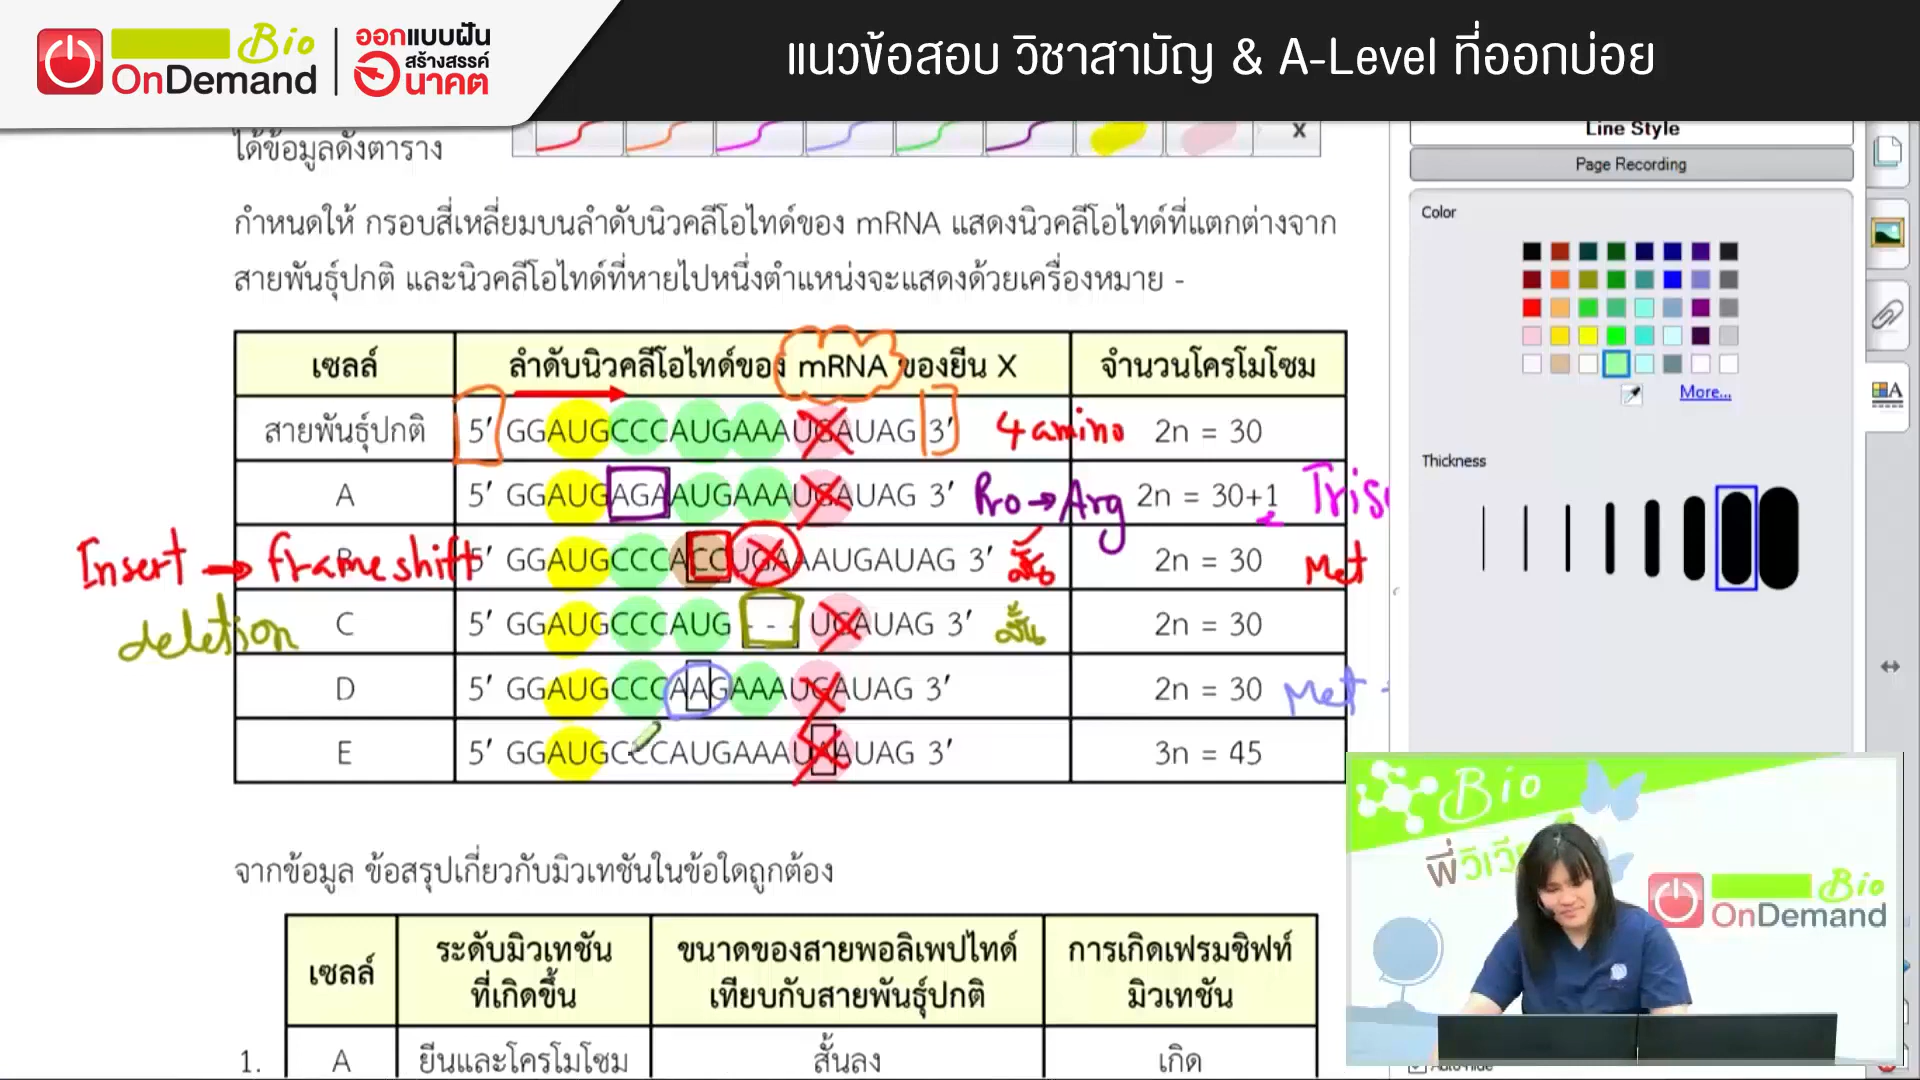 Bio
OnDemand
ออกแบบฝัน
สร้างสรรค์
อนาคต
แนวข้อสอบ วิชาสามัญ & A-Level ที่ออกบ่อย
ได้ข้อมูลดังตาราง
X
Line Style
Page Recording
Color
More...
Thickness
กำหนดให้ กรอบสี่เหลี่ยมบนลำดับนิวคลีโอไทด์ของ mRNA แสดงนิวคลีโอไทด์ที่แตกต่างจาก
สายพันธุ์ปกติ และนิวคลีโอไทด์ที่หายไปหนึ่งตำแหน่งจะแสดงด้วยเครื่องหมาย -
เซลล์ ลำดับนิวคลีโอไทด์ของ mRNA ของยีน X จำนวนโครโมโซม
สายพันธุ์ปกติ 5′ GGAUGCCCAUGAAAUGAUAG 3′ 4 amino 2n = 30
A 5′ GGAUGAGAAUGAAAUGAUAG 3′ Pro→Arg 2n = 30+1
Insert → frameshift 5′ GGAUGCCCACCUGAAAUGAUAG 3′ สั้น 2n = 30 Met
deletion C 5′ GGAUGCCCAUG - - - UGAUAG 3′ สั้น 2n = 30
D 5′ GGAUGCCCAAGAAAUGAUAG 3′ 2n = 30 Met
E 5′ GGAUGCCCAUGAAAUAAUAG 3′ 3n = 45
จากข้อมูล ข้อสรุปเกี่ยวกับมิวเทชันในข้อใดถูกต้อง
เซลล์ ระดับมิวเทชัน ขนาดของสายพอลิเพปไทด์ การเกิดเฟรมชิฟท์
ที่เกิดขึ้น เทียบกับสายพันธุ์ปกติ มิวเทชัน
1. A ยีนและโครโมโซม สั้นลง เกิด
Bio
Bio
OnDemand